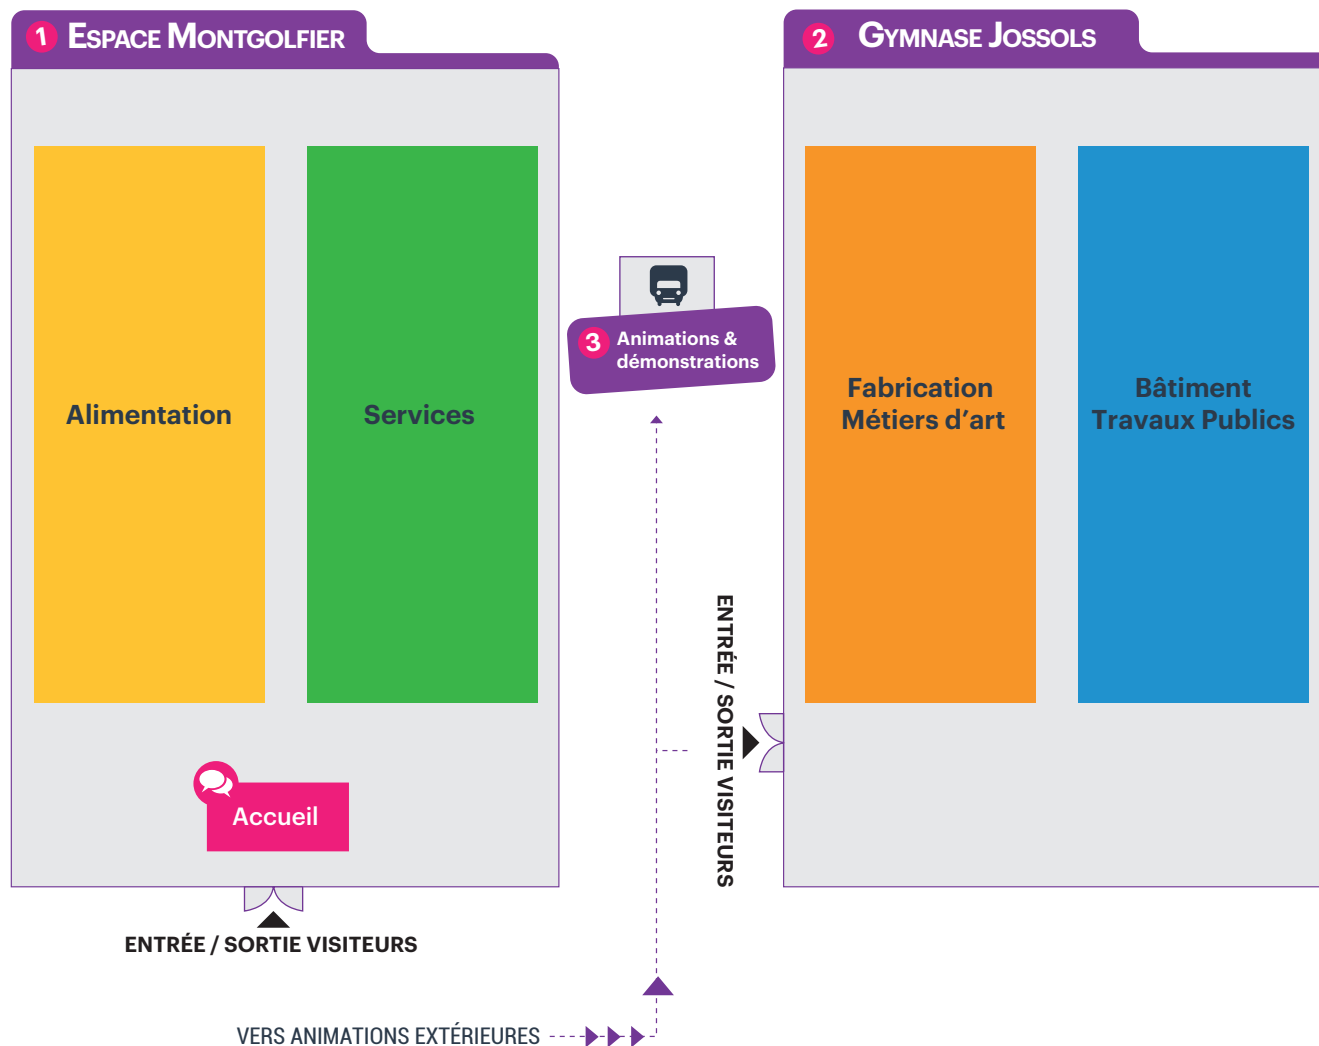 1 ESPACE MONTGOLFIER
2 GYMNASE JOSSOLS
Alimentation
Services
3 Animations &
démonstrations
Fabrication
Métiers d’art
Bâtiment
Travaux Publics
ENTRÉE / SORTIE VISITEURS
Accueil
ENTRÉE / SORTIE VISITEURS
VERS ANIMATIONS EXTÉRIEURES